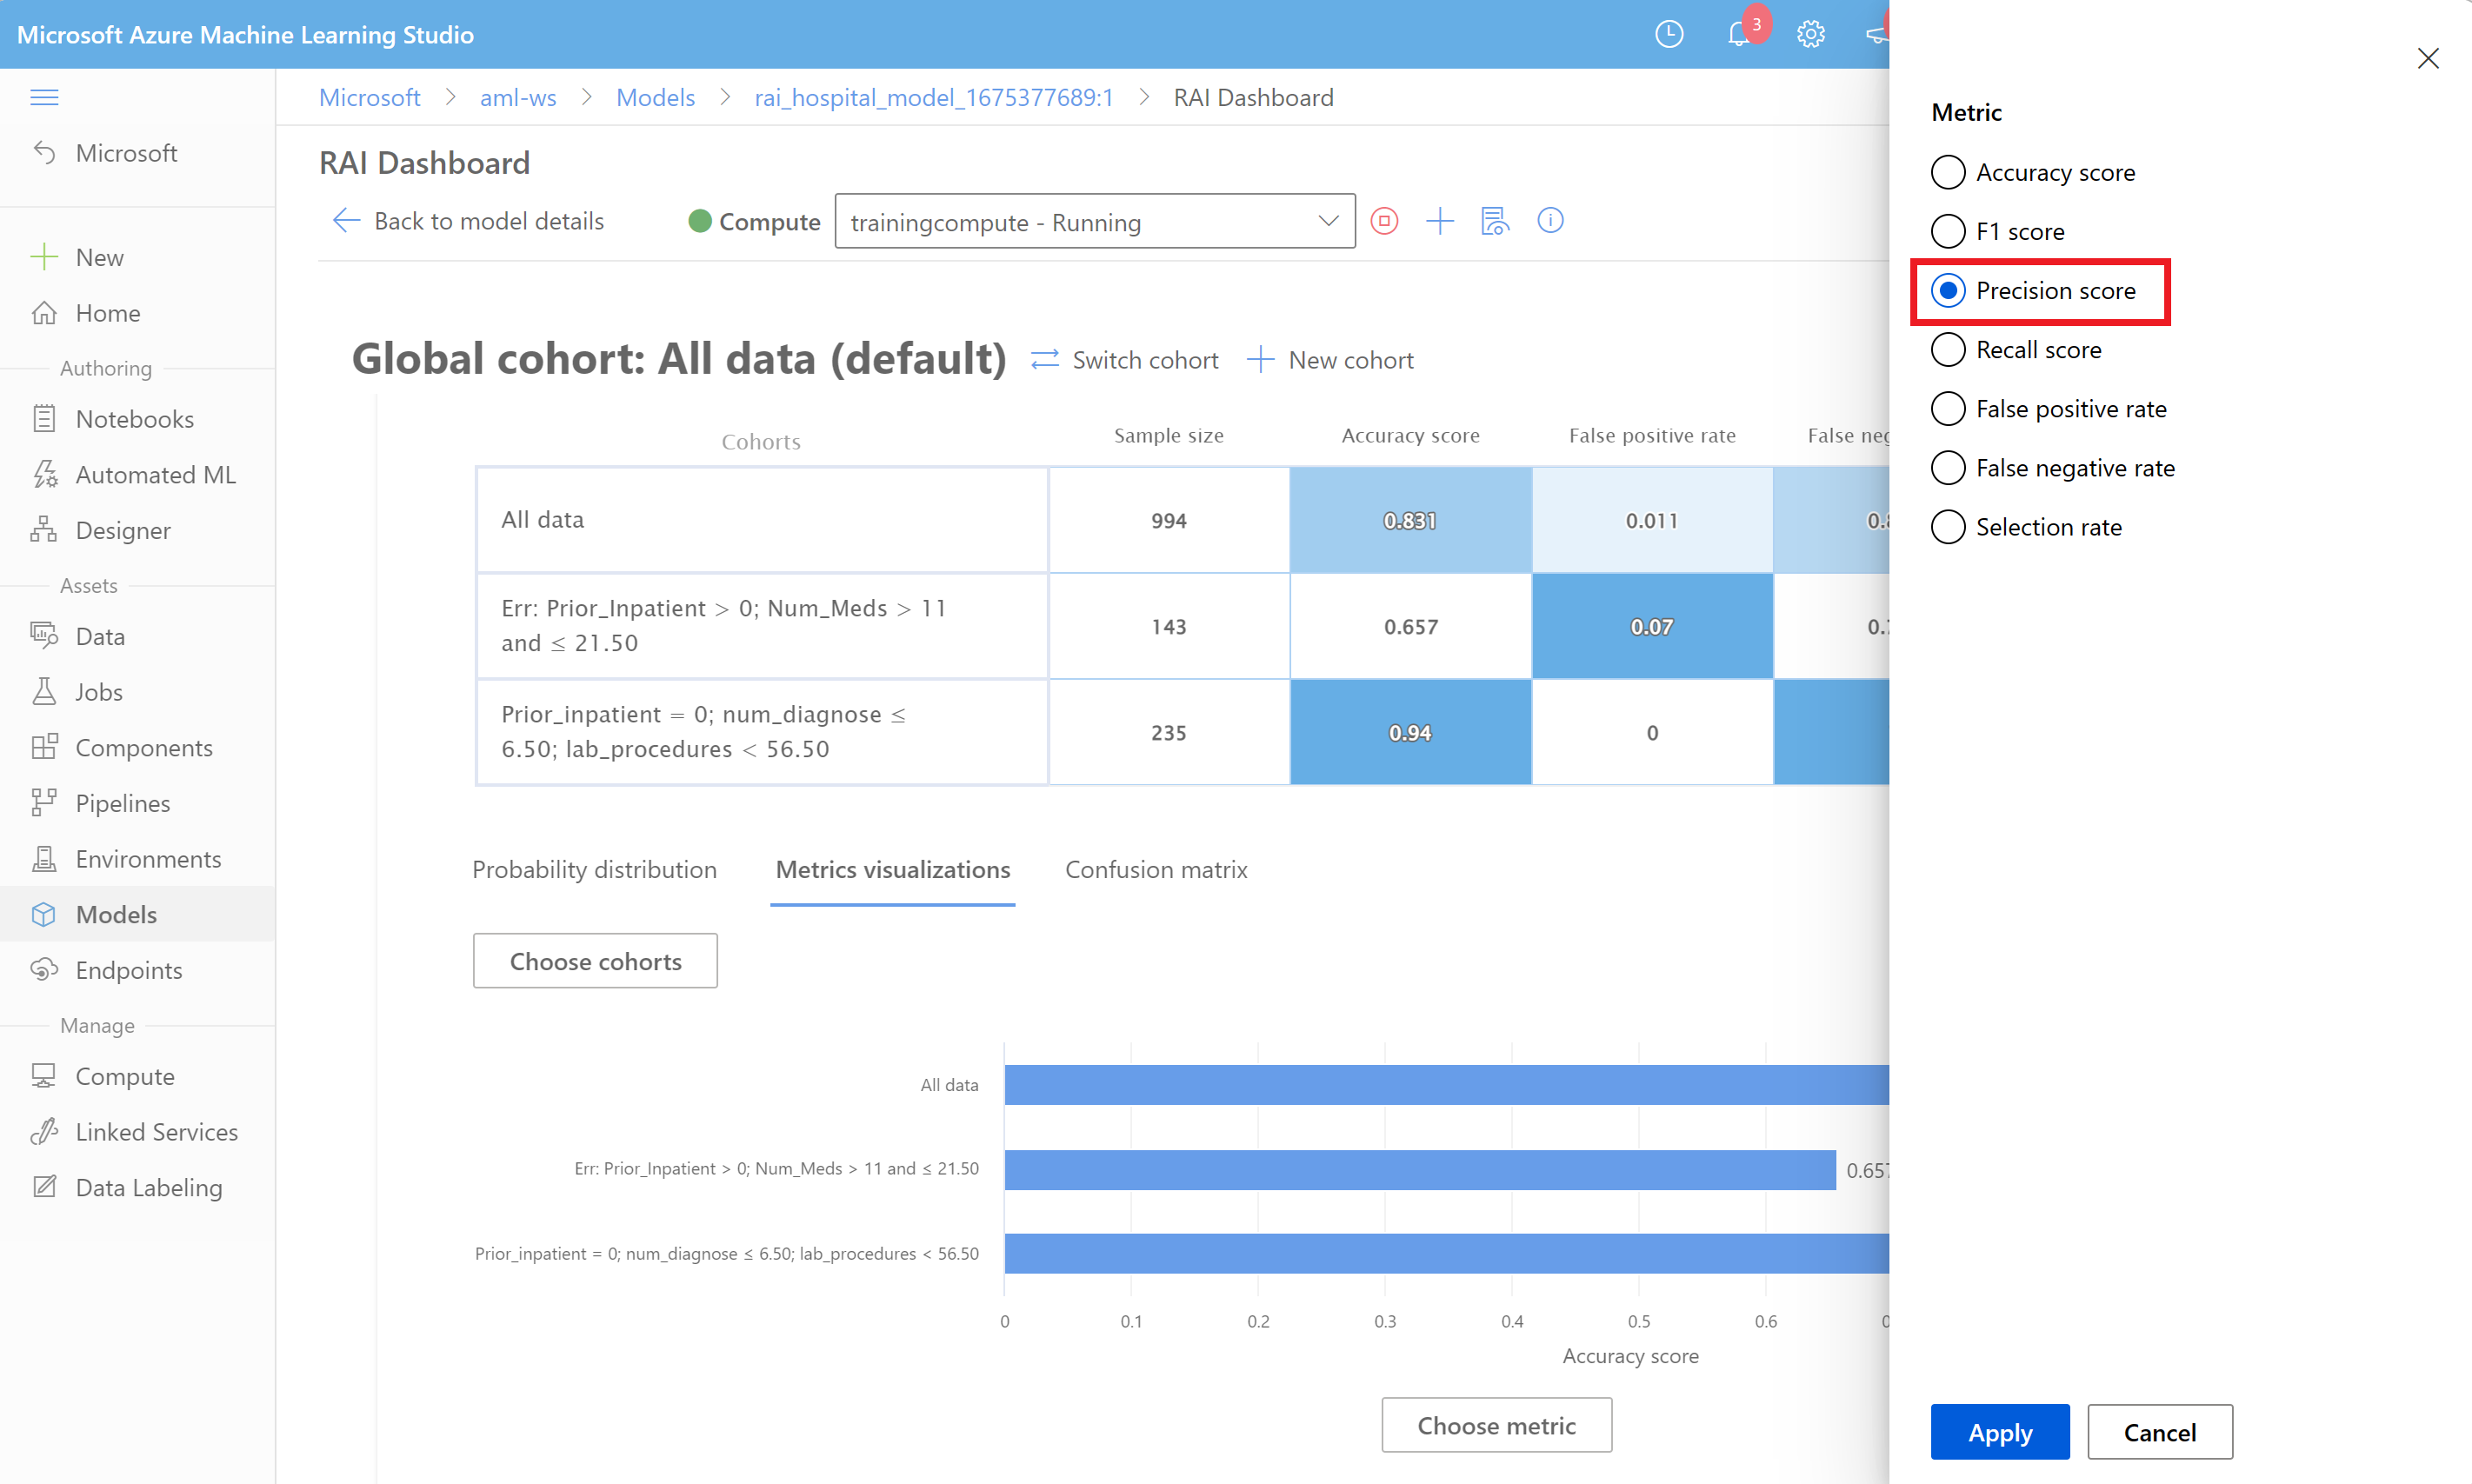 Microsoft Azure Machine Learning Studio
3
Microsoft
aml-ws
Models
rai_hospital_model_1675377689:1
RAI Dashboard
Microsoft
New
Home
Authoring
Notebooks
Automated ML
Designer
Assets
Data
Jobs
Components
Pipelines
Environments
Models
Endpoints
Manage
Compute
Linked Services
Data Labeling
RAI Dashboard
Back to model details
Compute
trainingcompute - Running
Global cohort: All data (default)
Switch cohort
New cohort
Cohorts
Sample size
Accuracy score
False positive rate
False neg
All data
994
0.831
0.011
Err: Prior_Inpatient > 0; Num_Meds > 11
and ≤ 21.50
143
0.657
0.07
Prior_inpatient = 0; num_diagnose ≤
6.50; lab_procedures < 56.50
235
0.94
0
Probability distribution
Metrics visualizations
Confusion matrix
Choose cohorts
All data
Err: Prior_Inpatient > 0; Num_Meds > 11 and ≤ 21.50
0.657
Prior_inpatient = 0; num_diagnose ≤ 6.50; lab_procedures < 56.50
0
0.1
0.2
0.3
0.4
0.5
0.6
Accuracy score
Choose metric
Metric
Accuracy score
F1 score
Precision score
Recall score
False positive rate
False negative rate
Selection rate
Apply
Cancel